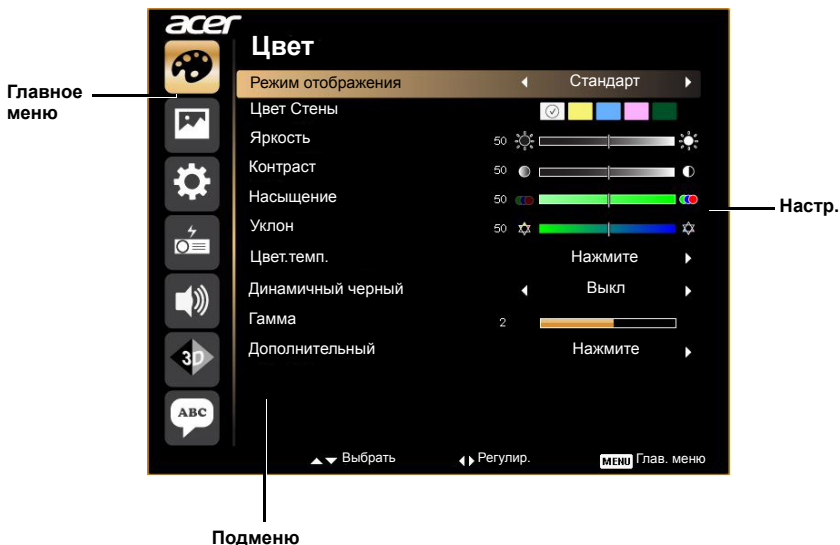 acer
Цвет
Главное
меню
Режим отображения Стандарт
Цвет Стены
Яркость 50
Контраст 50
Насыщение 50
Настр.
Уклон 50
Цвет.темп. Нажмите
Динамичный черный Выкл
Гамма 2
Дополнительный Нажмите
3D
ABC
Выбрать Регулир. MENU Глав. меню
Подменю